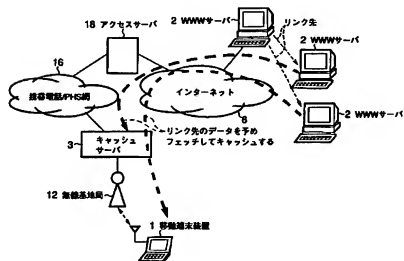 18 アクセスサーバ
2 WWWサーバ
リンク先
2 WWWサーバ
16
携帯電話/PHS網
インターネット
2 WWWサーバ
8
キャッシュ
サーバ
3
リンク先のデータを予め
フェッチしてキャッシュする
12 無線基地局
1 移動端末装置